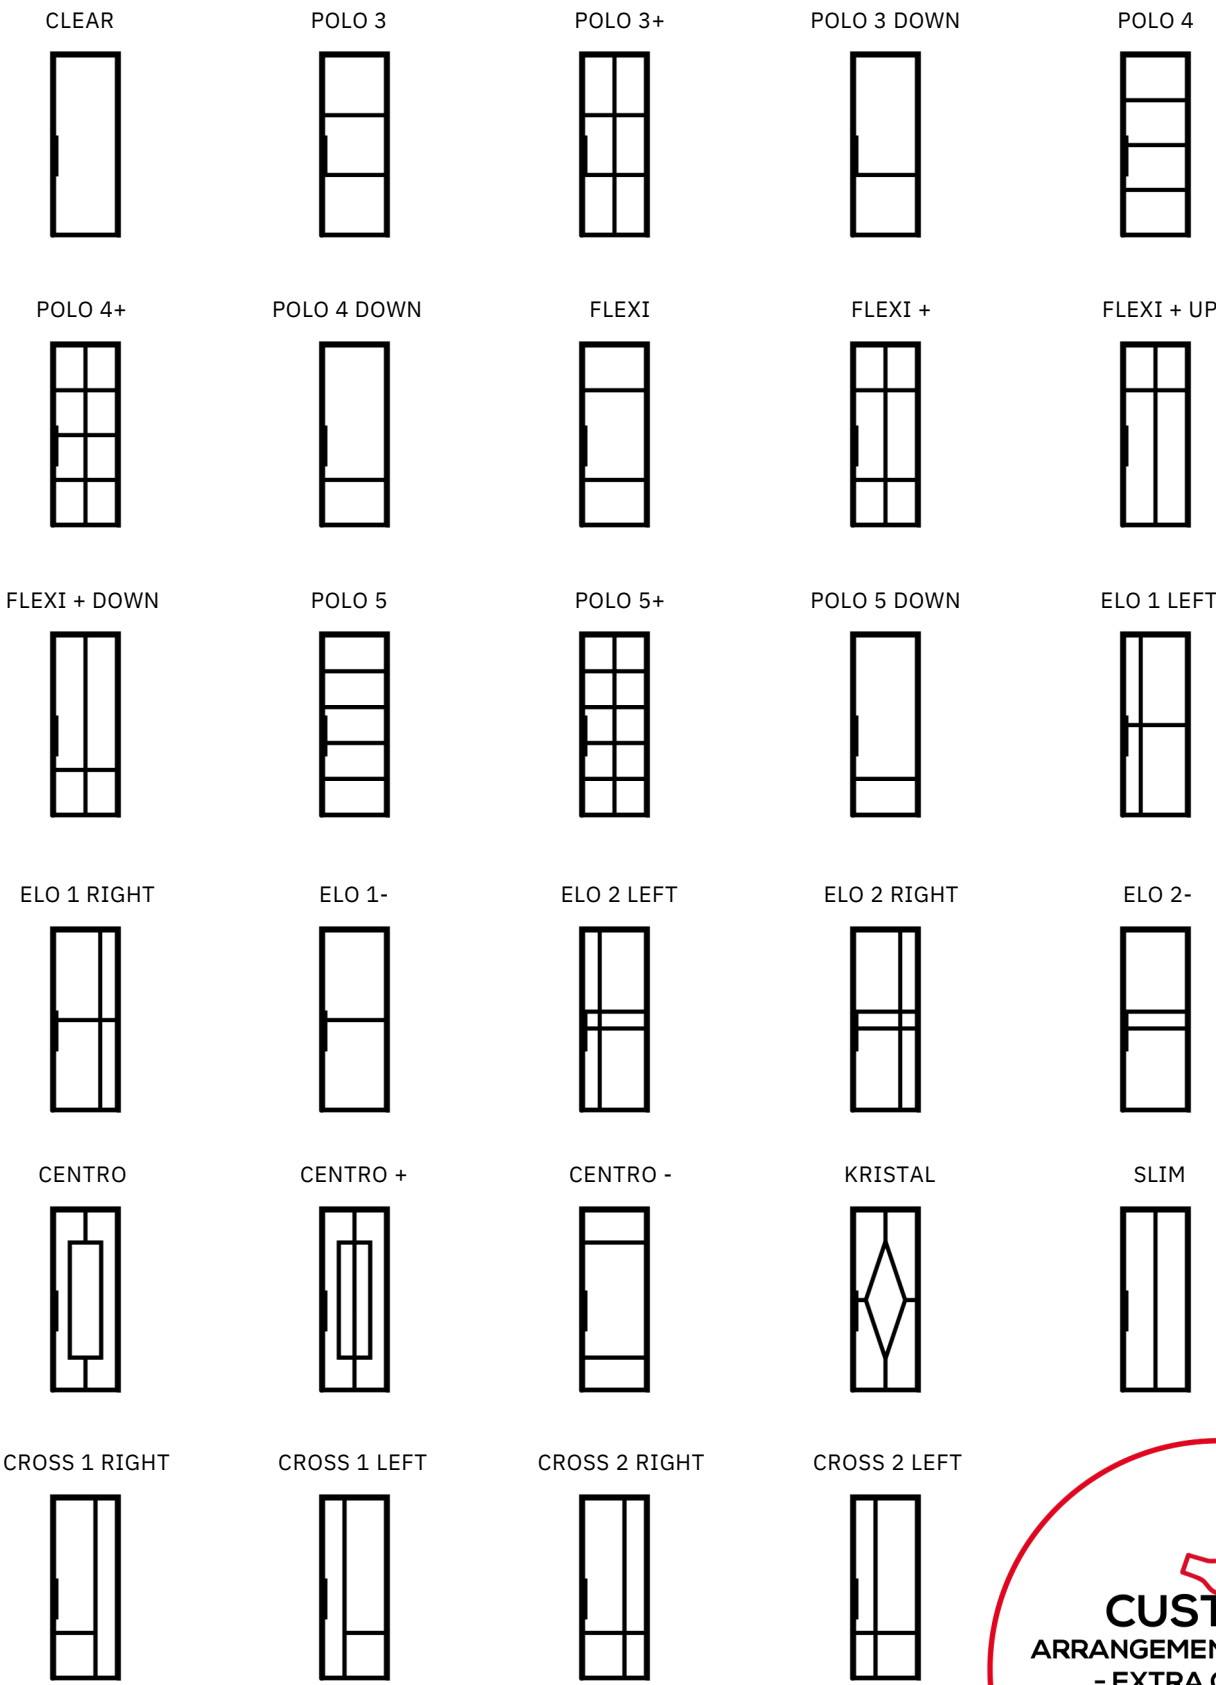 CLEAR
POLO 3
POLO 3+
POLO 3 DOWN
POLO 4
POLO 4+
POLO 4 DOWN
FLEXI
FLEXI +
FLEXI + UP
FLEXI + DOWN
POLO 5
POLO 5+
POLO 5 DOWN
ELO 1 LEFT
ELO 1 RIGHT
ELO 1-
ELO 2 LEFT
ELO 2 RIGHT
ELO 2-
CENTRO
CENTRO +
CENTRO -
KRISTAL
SLIM
CROSS 1 RIGHT
CROSS 1 LEFT
CROSS 2 RIGHT
CROSS 2 LEFT
- EXTRA